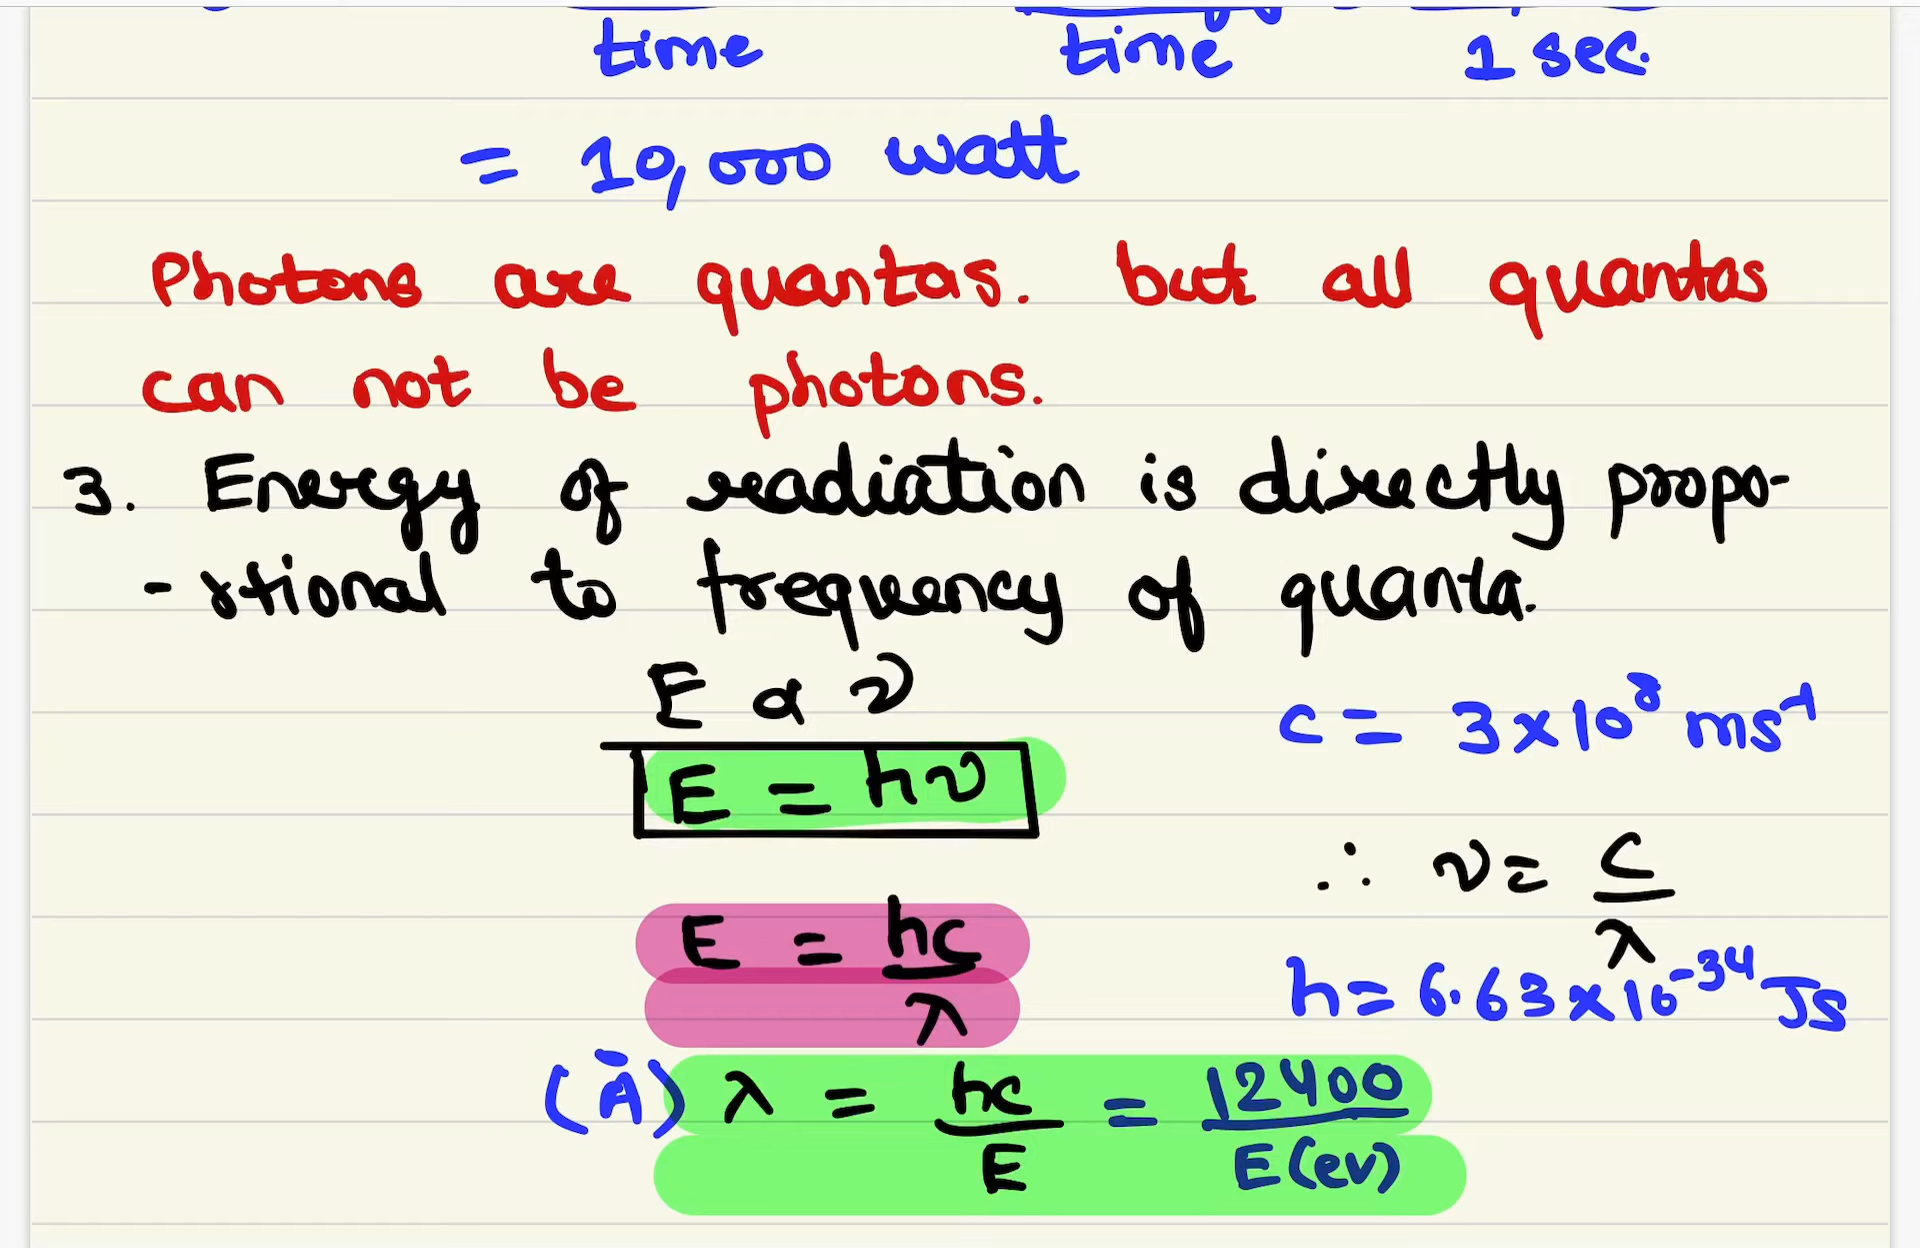 time time 1 sec.
= 10,000 watt
Photons are quantas. but all quantas
can not be photons.
3. Energy of readiation is directly propo-
- rtional to frequency of quanta.
E α ν
c = 3×10⁸ ms⁻¹
E = hν
∴ ν = c/λ
E = hc/λ
h = 6.63×10⁻³⁴ JS
(Å) λ = hc/E = 12400/E(ev)